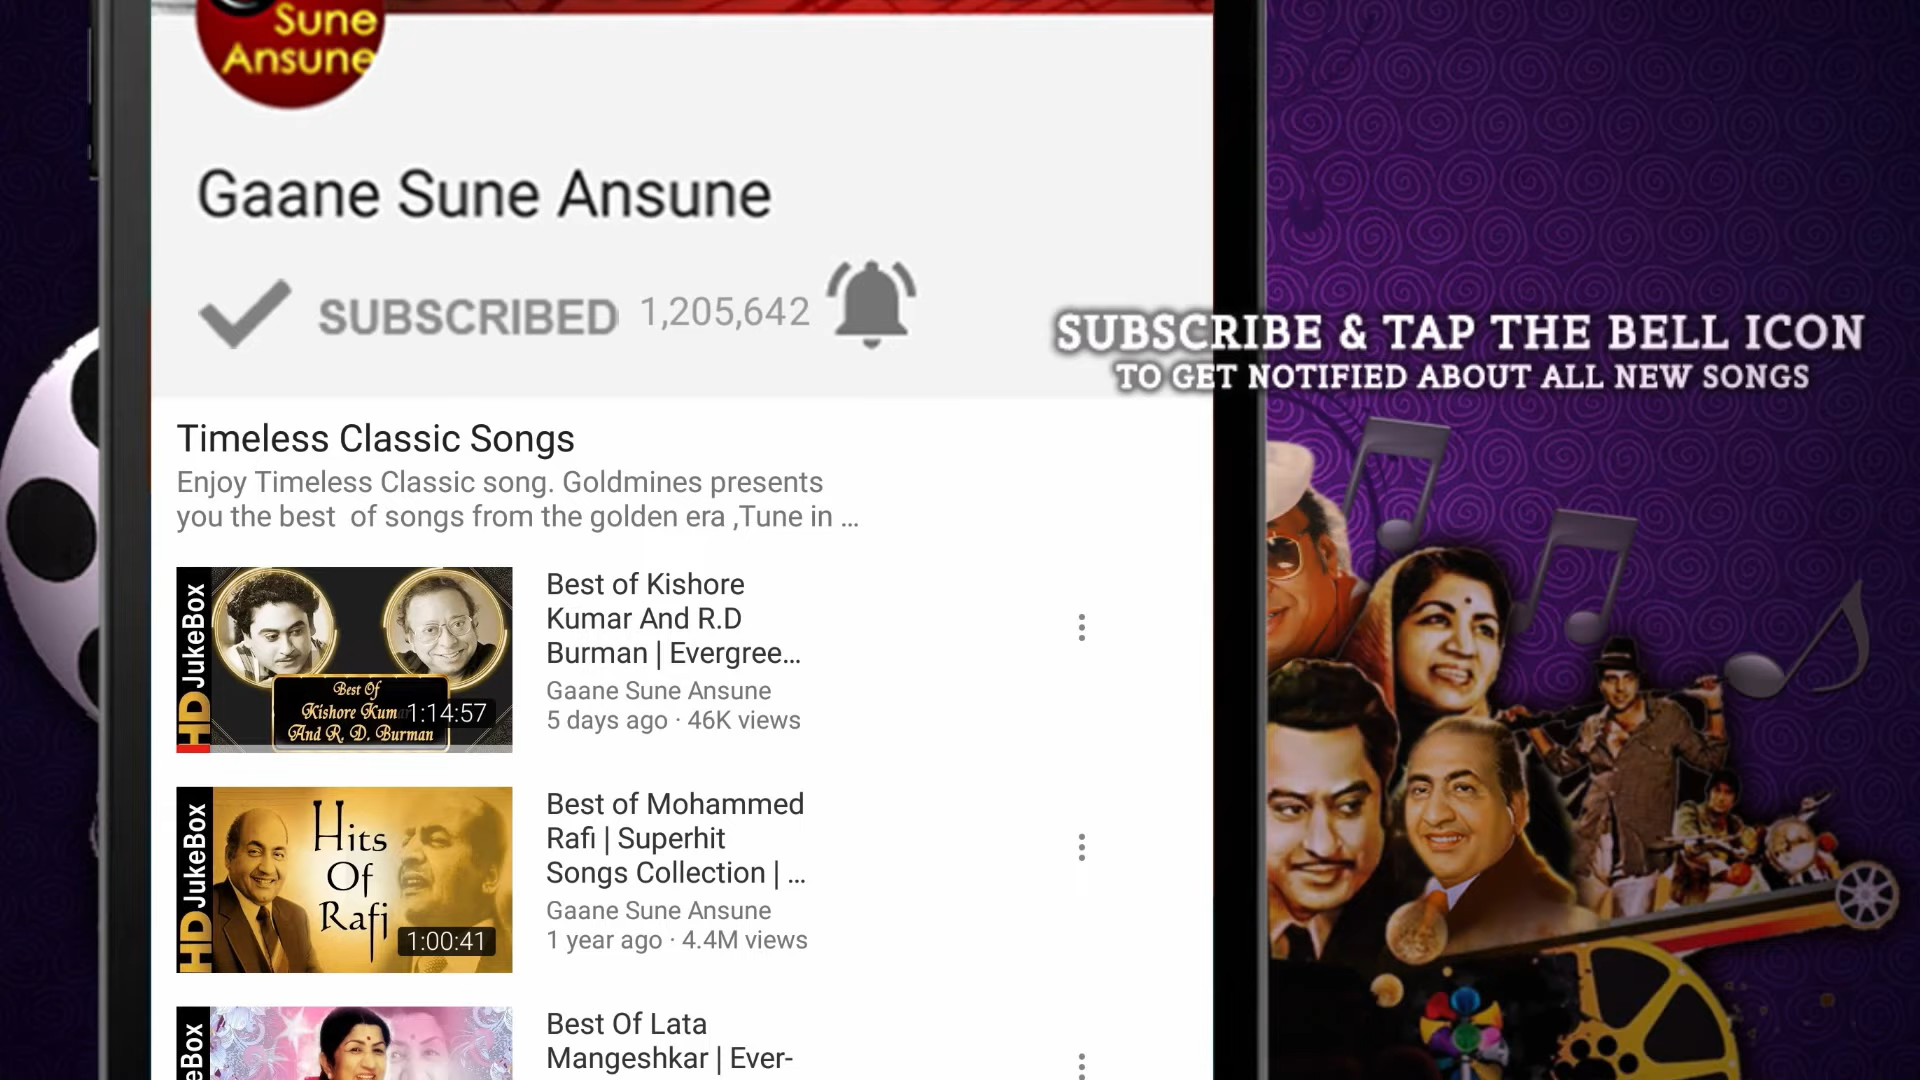 Sune
Ansune
Gaane Sune Ansune
SUBSCRIBED 1,205,642
SUBSCRIBE & TAP THE BELL ICON
TO GET NOTIFIED ABOUT ALL NEW SONGS
Timeless Classic Songs
Enjoy Timeless Classic song. Goldmines presents
you the best of songs from the golden era ,Tune in ...
HD JukeBox
Best Of
Kishore Kum
And R. D. Burman
1:14:57
Best of Kishore
Kumar And R.D
Burman | Evergree...
Gaane Sune Ansune
5 days ago · 46K views
HD JukeBox
Hits
Of
Rafi
1:00:41
Best of Mohammed
Rafi | Superhit
Songs Collection | ...
Gaane Sune Ansune
1 year ago · 4.4M views
eBox
Best Of Lata
Mangeshkar | Ever-